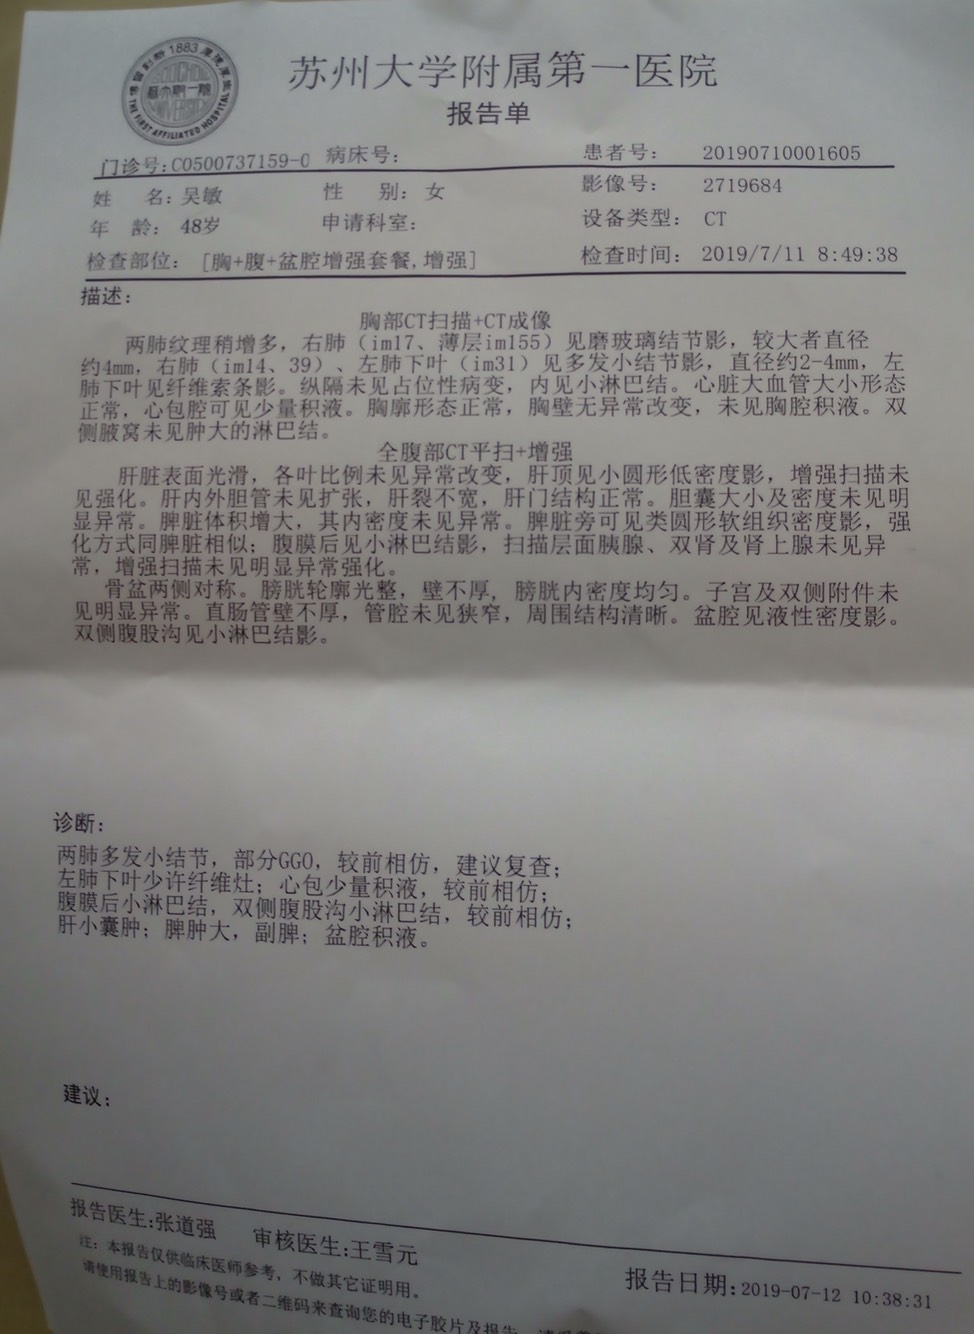 1883
THE FIRST AFFILIATED HOSPITAL
苏州大学附属第一医院
报告单
门诊号:C0500737159-0 病床号: 患者号: 20190710001605
姓 名:吴敏 性 别:女 影像号: 2719684
年 龄: 48岁 申请科室: 设备类型: CT
检查部位: [胸+腹+盆腔增强套餐,增强] 检查时间: 2019/7/11 8:49:38
描述:
胸部CT扫描+CT成像
两肺纹理稍增多，右肺（im17、薄层im155）见磨玻璃结节影，较大者直径
约4mm，右肺（im14、39）、左肺下叶（im31）见多发小结节影，直径约2-4mm，左
肺下叶见纤维索条影。纵隔未见占位性病变，内见小淋巴结。心脏大血管大小形态
正常，心包腔可见少量积液。胸廓形态正常，胸壁无异常改变，未见胸腔积液。双
侧腋窝未见肿大的淋巴结。
全腹部CT平扫+增强
肝脏表面光滑，各叶比例未见异常改变，肝顶见小圆形低密度影，增强扫描未
见强化。肝内外胆管未见扩张，肝裂不宽，肝门结构正常。胆囊大小及密度未见明
显异常。脾脏体积增大，其内密度未见异常。脾脏旁可见类圆形软组织密度影，强
化方式同脾脏相似；腹膜后见小淋巴结影，扫描层面胰腺、双肾及肾上腺未见异
常，增强扫描未见明显异常强化。
骨盆两侧对称。膀胱轮廓光整，壁不厚，膀胱内密度均匀。子宫及双侧附件未
见明显异常。直肠管壁不厚，管腔未见狭窄，周围结构清晰。盆腔见液性密度影。
双侧腹股沟见小淋巴结影。
诊断:
两肺多发小结节，部分GGO，较前相仿，建议复查；
左肺下叶少许纤维灶；心包少量积液，较前相仿；
腹膜后小淋巴结，双侧腹股沟小淋巴结，较前相仿；
肝小囊肿；脾肿大，副脾；盆腔积液。
建议:
报告医生:张道强 审核医生:王雪元
注：本报告仅供临床医师参考，不做其它证明用。
报告日期:2019-07-12 10:38:31
请使用报告上的影像号或者二维码来查询您的电子胶片及报告